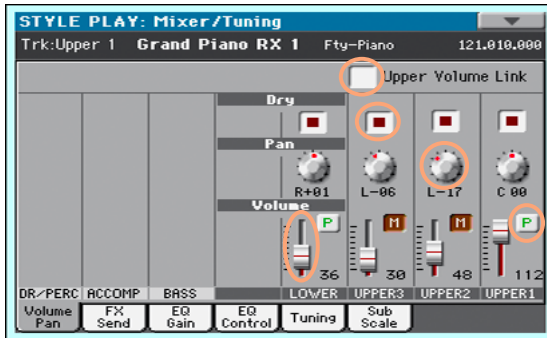 STYLE PLAY: Mixer/Tuning
Trk:Upper 1 Grand Piano RX 1 Fty-Piano 121.010.000
Upper Volume Link
Dry
Pan
R+01 L-06 L-17 C 00
Volume
P M M P
36 30 48 112
DR/PERC ACCOMP BASS LOWER UPPER3 UPPER2 UPPER1
Volume Pan FX Send EQ Gain EQ Control Tuning Sub Scale